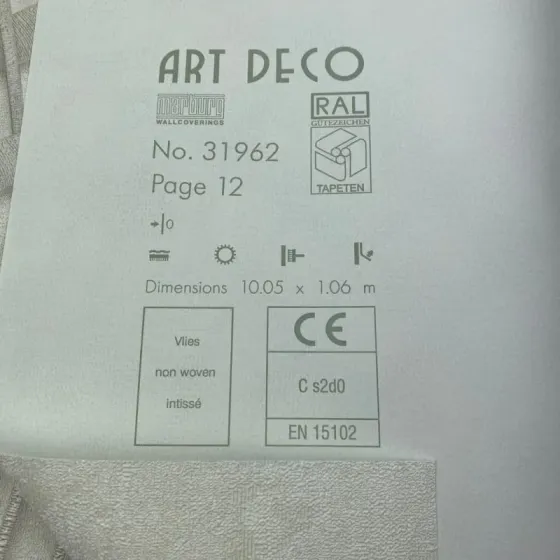 ART DECO
marburg
WALLCOVERINGS
RAL
GÜTEZEICHEN
TAPETEN
No. 31962
Page 12
0
Dimensions 10.05 x 1.06 m
Vlies
non woven
intissé
CE
C s2d0
EN 15102